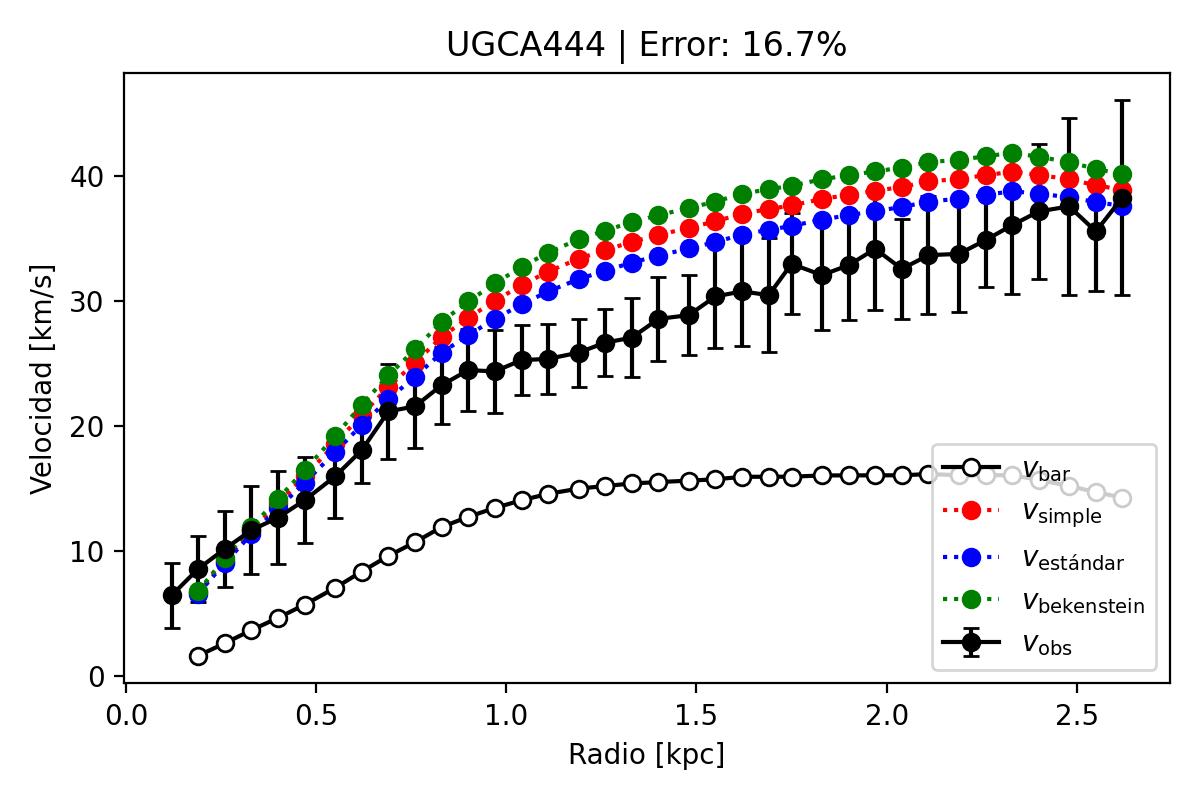 UGCA444 | Error: 16.7%
Velocidad [km/s]
40
30
20
10
0
v_bar
v_simple
v_estándar
v_bekenstein
v_obs
0.0 0.5 1.0 1.5 2.0 2.5
Radio [kpc]